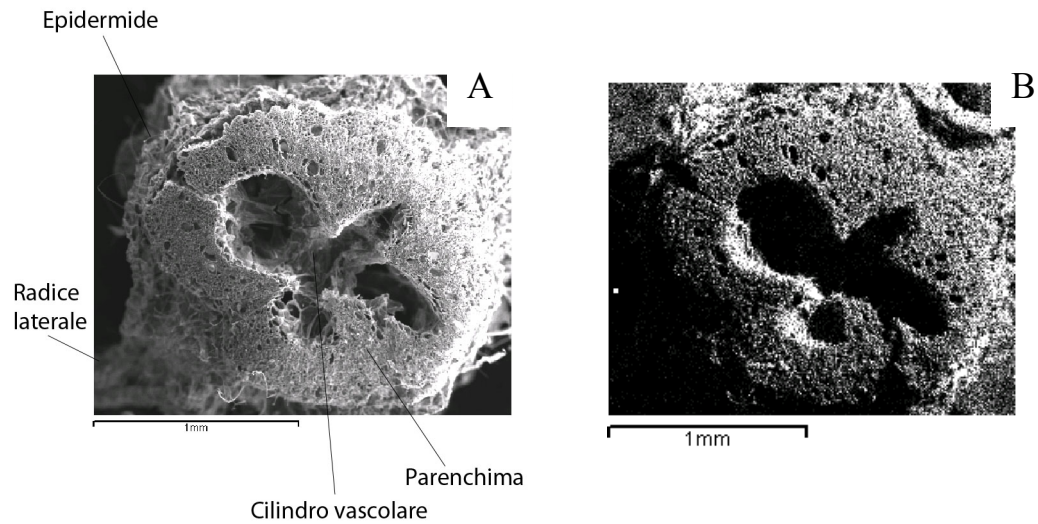 Epidermide
A
B
Radice
laterale
1mm
1mm
Parenchima
Cilindro vascolare